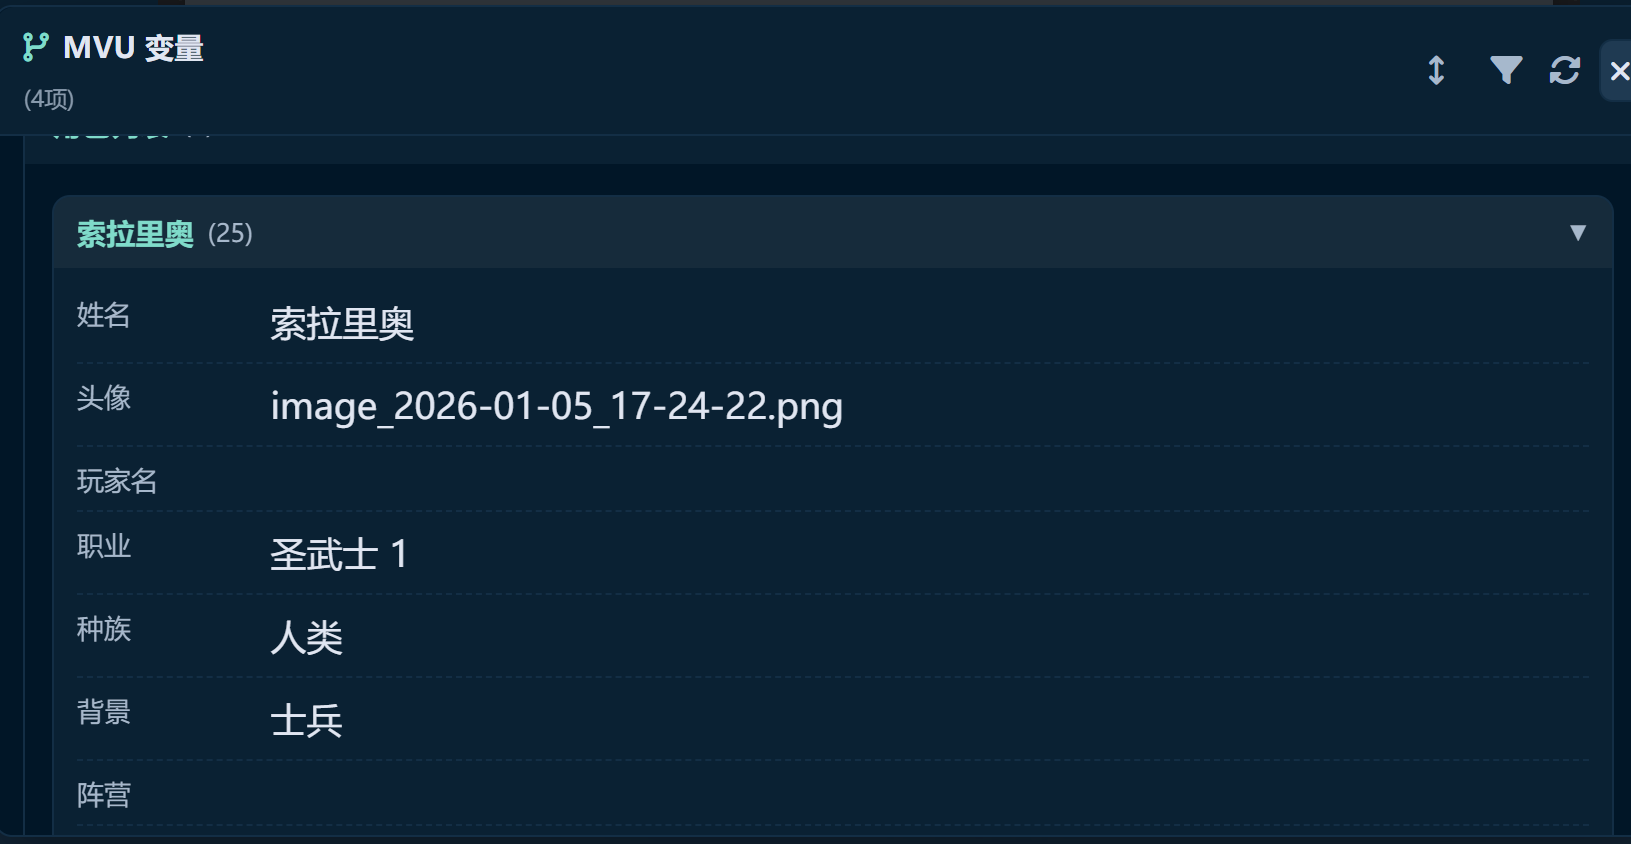 MVU 变量
(4项)
索拉里奥 (25)
姓名 索拉里奥
头像 image_2026-01-05_17-24-22.png
玩家名
职业 圣武士 1
种族 人类
背景 士兵
阵营